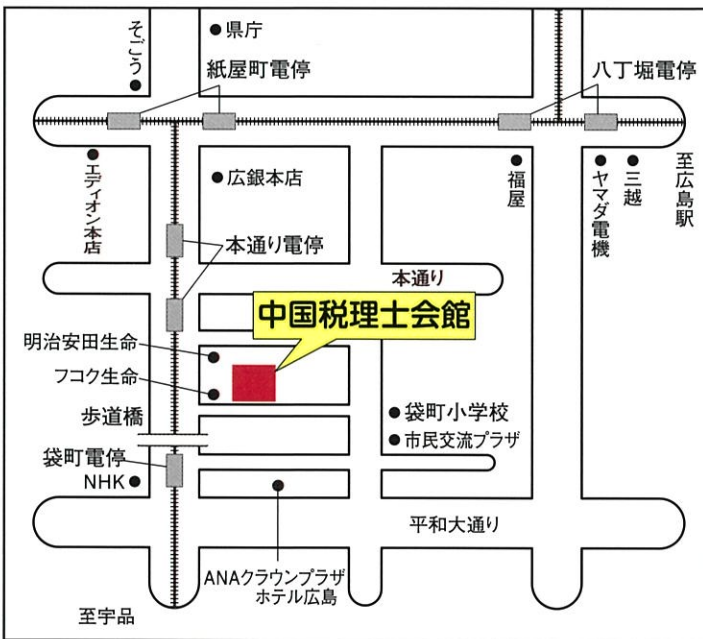 そごう
県庁
紙屋町電停
八丁堀電停
エディオン本店
広銀本店
福屋
ヤマダ電機
三越
至広島駅
本通り電停
本通り
中国税理士会館
明治安田生命
フコク生命
歩道橋
袋町小学校
市民交流プラザ
袋町電停
NHK
平和大通り
ANAクラウンプラザ
ホテル広島
至宇品